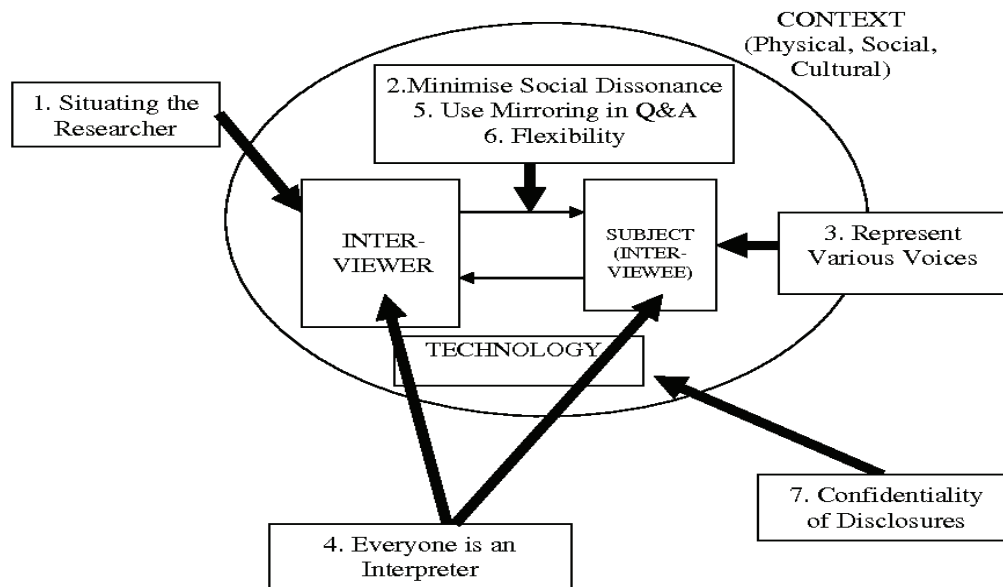 CONTEXT
(Physical, Social,
Cultural)
1. Situating the
Researcher
2.Minimise Social Dissonance
5. Use Mirroring in Q&A
6. Flexibility
INTER-
VIEWER
SUBJECT
(INTER-
VIEWEE)
3. Represent
Various Voices
TECHNOLOGY
7. Confidentiality
of Disclosures
4. Everyone is an
Interpreter